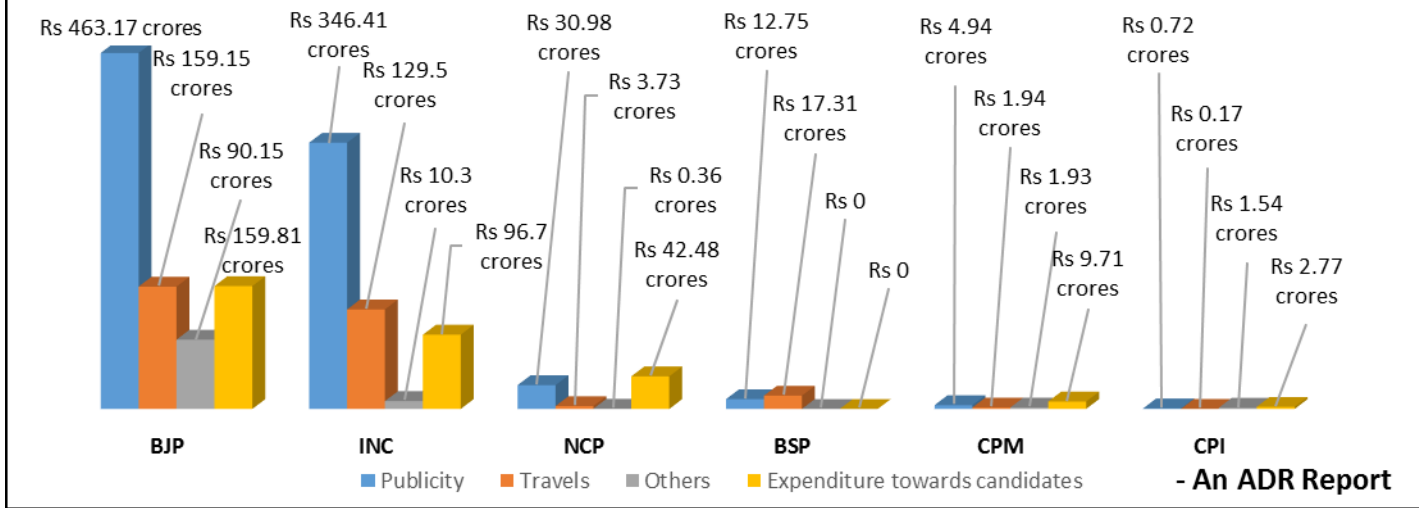 Rs 463.17 crores
Rs 159.15
crores
Rs 90.15
crores
Rs 159.81
crores
Rs 346.41
crores
Rs 129.5
crores
Rs 10.3
crores
Rs 96.7
crores
Rs 30.98
crores
Rs 3.73
crores
Rs 0.36
crores
Rs 42.48
crores
Rs 12.75
crores
Rs 17.31
crores
Rs 0
Rs 0
Rs 4.94
crores
Rs 1.94
crores
Rs 1.93
crores
Rs 9.71
crores
Rs 0.72
crores
Rs 0.17
crores
Rs 1.54
crores
Rs 2.77
crores
BJP
INC
NCP
BSP
CPM
CPI
Publicity
Travels
Others
Expenditure towards candidates
- An ADR Report